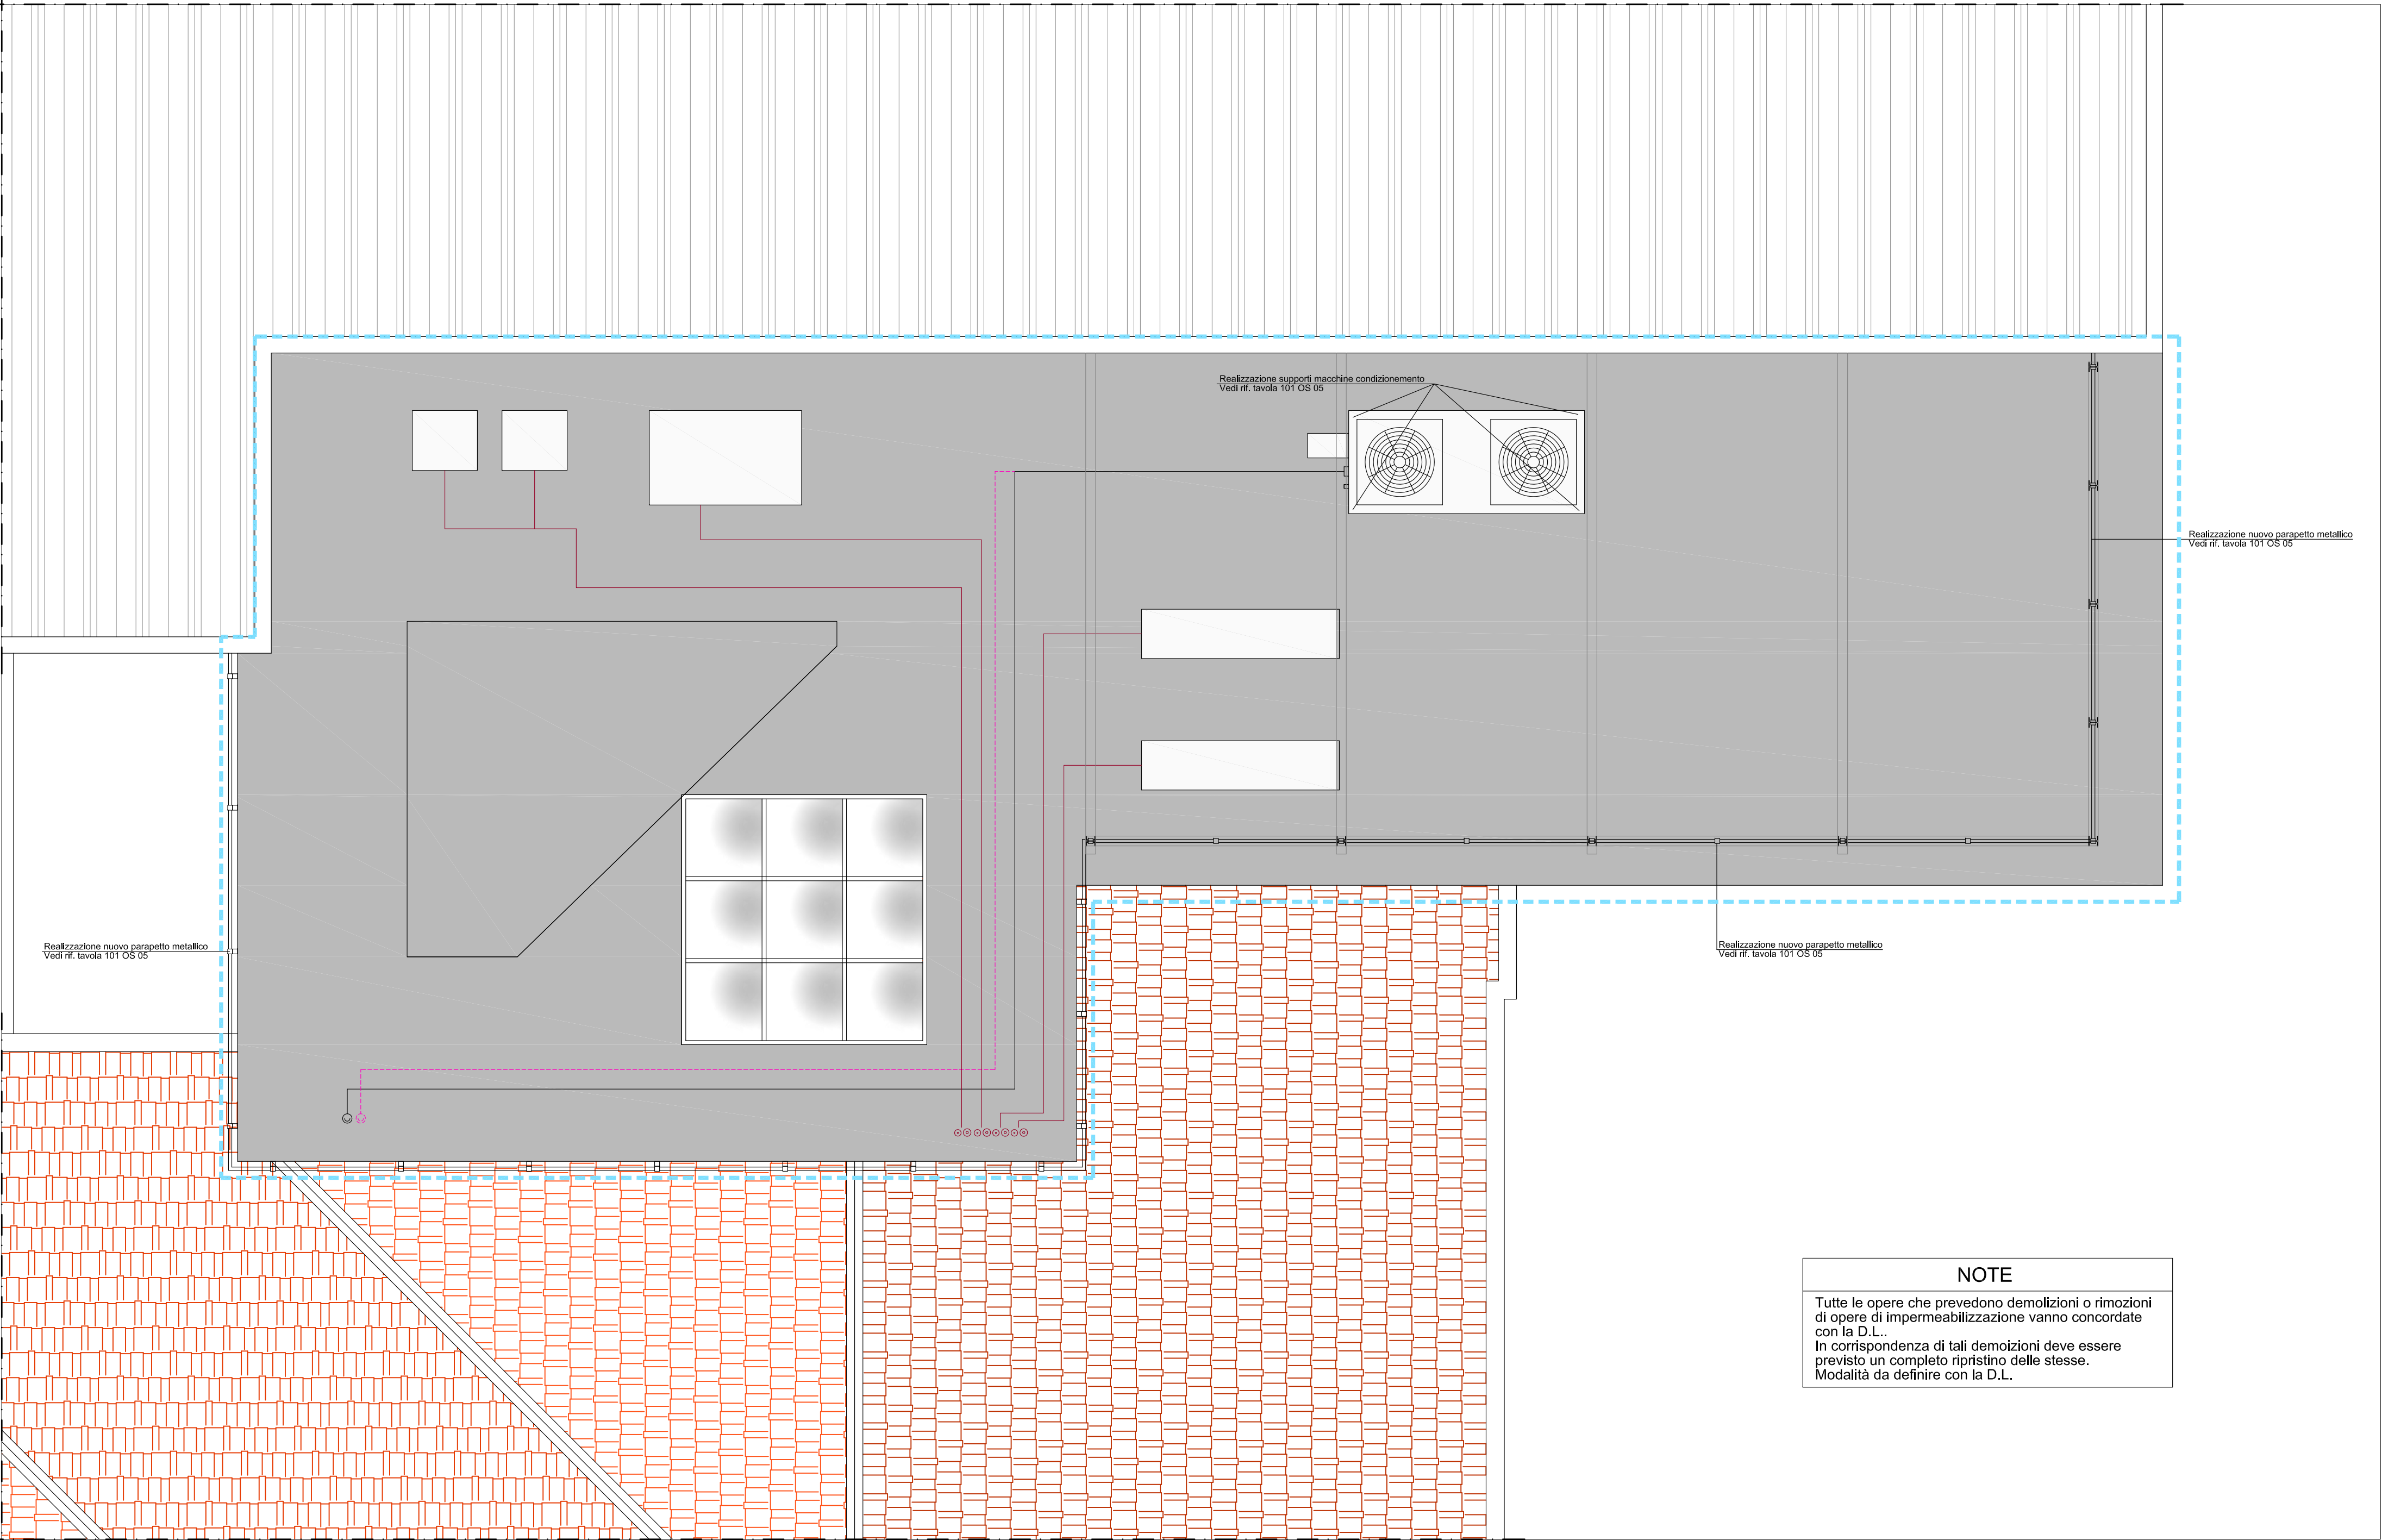 Realizzazione supporti macchine condizionemento
Vedi rif. tavola 101 OS 05
Realizzazione nuovo parapetto metallico
Vedi rif. tavola 101 OS 05
Realizzazione nuovo parapetto metallico
Vedi rif. tavola 101 OS 05
Realizzazione nuovo parapetto metallico
Vedi rif. tavola 101 OS 05
NOTE
Tutte le opere che prevedono demolizioni o rimozioni
di opere di impermeabilizzazione vanno concordate
con la D.L..
In corrispondenza di tali demoizioni deve essere
previsto un completo ripristino delle stesse.
Modalità da definire con la D.L.